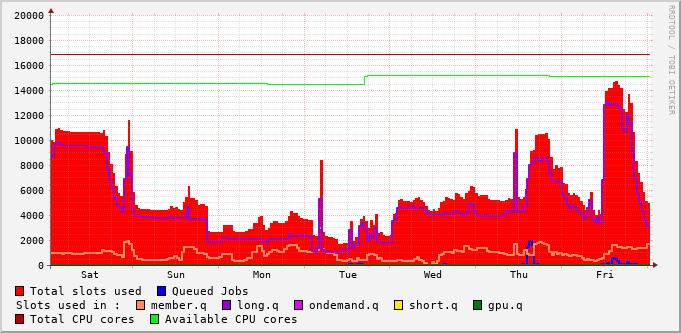 20000
18000
16000
14000
12000
10000
8000
6000
4000
2000
0
Sat Sun Mon Tue Wed Thu Fri
RRDTOOL / TOBI OETIKER
Total slots used Queued Jobs
Slots used in : member.q long.q ondemand.q short.q gpu.q
Total CPU cores Available CPU cores